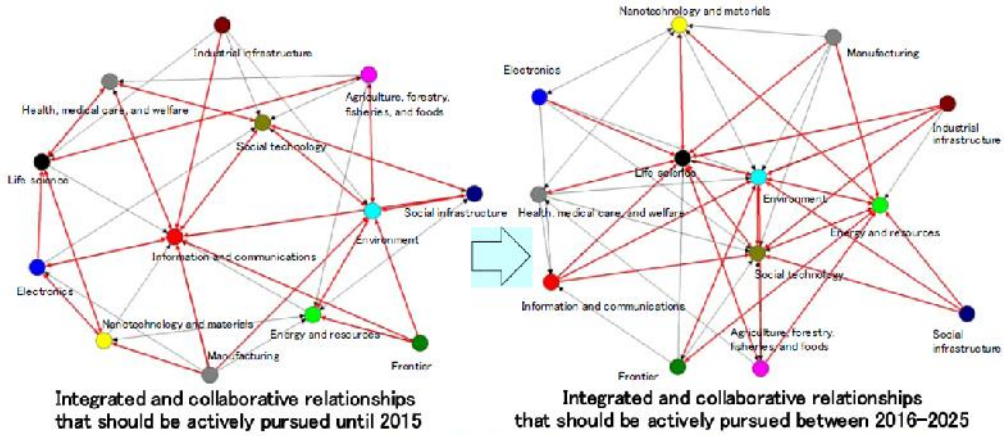 Industrial infrastructure
Health, medical care, and welfare
Agriculture, forestry,
fisheries, and foods
Social technology
Life science
Social infrastructure
Environment
Information and communications
Electronics
Nanotechnology and materials
Energy and resources
Manufacturing
Frontier
Integrated and collaborative relationships
that should be actively pursued until 2015
Nanotechnology and materials
Manufacturing
Electronics
Industrial
infrastructure
Life science
Environment
Health, medical care, and welfare
Energy and resources
Social technology
Information and communications
Social
infrastructure
Agriculture, forestry,
fisheries, and foods
Frontier
Integrated and collaborative relationships
that should be actively pursued between 2016-2025